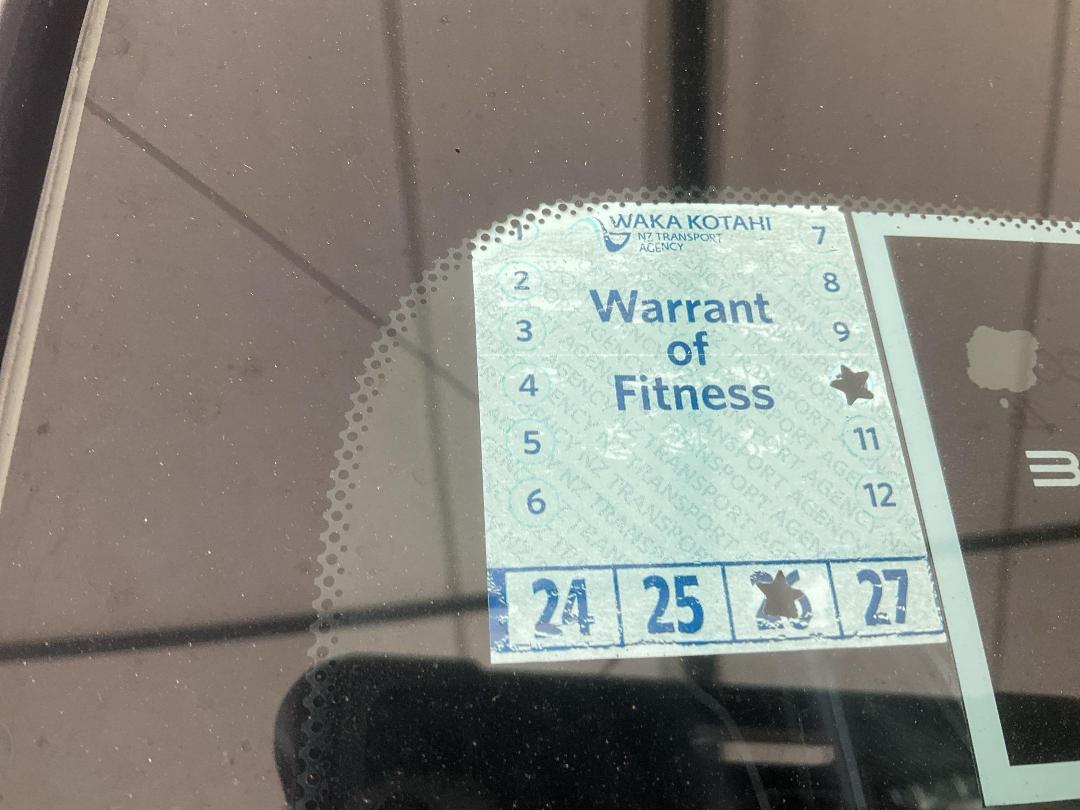 WAKA KOTAHI
NZ TRANSPORT
AGENCY
1 7
2 8
3 9
4
5 11
6 12
Warrant
of
Fitness
24 25 26 27